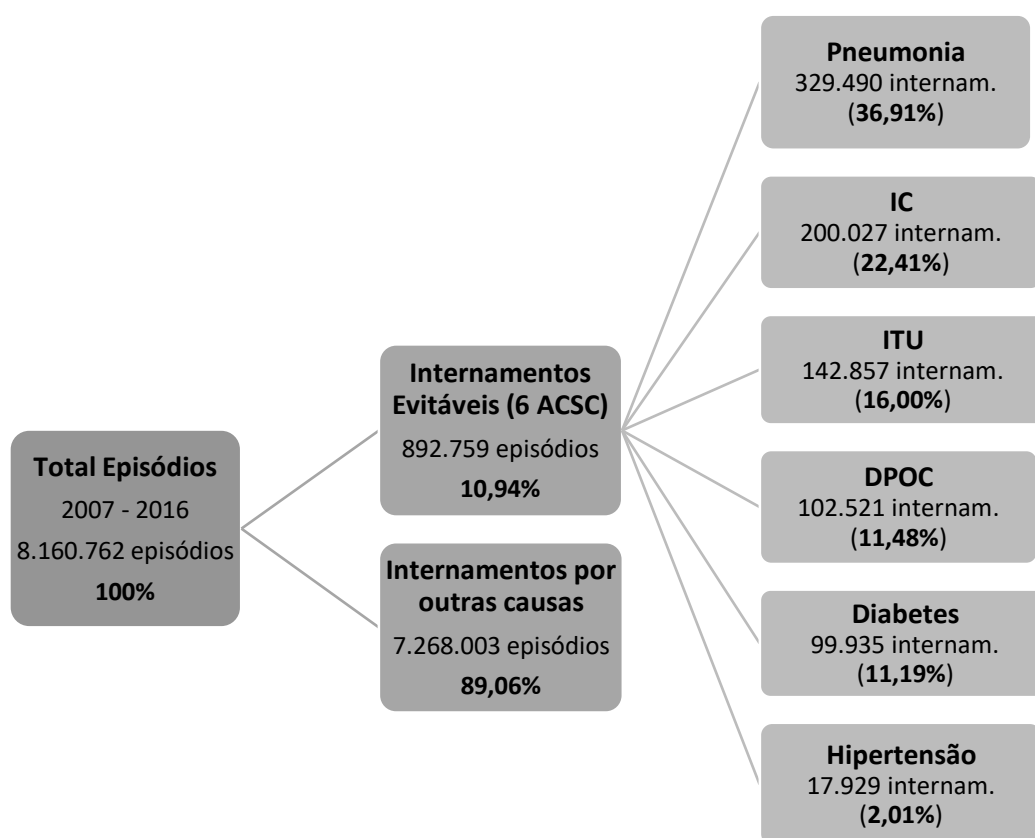 Total Episódios
2007 - 2016
8.160.762 episódios
100%
Internamentos
Evitáveis (6 ACSC)
892.759 episódios
10,94%
Internamentos por
outras causas
7.268.003 episódios
89,06%
Pneumonia
329.490 internam.
(36,91%)
IC
200.027 internam.
(22,41%)
ITU
142.857 internam.
(16,00%)
DPOC
102.521 internam.
(11,48%)
Diabetes
99.935 internam.
(11,19%)
Hipertensão
17.929 internam.
(2,01%)